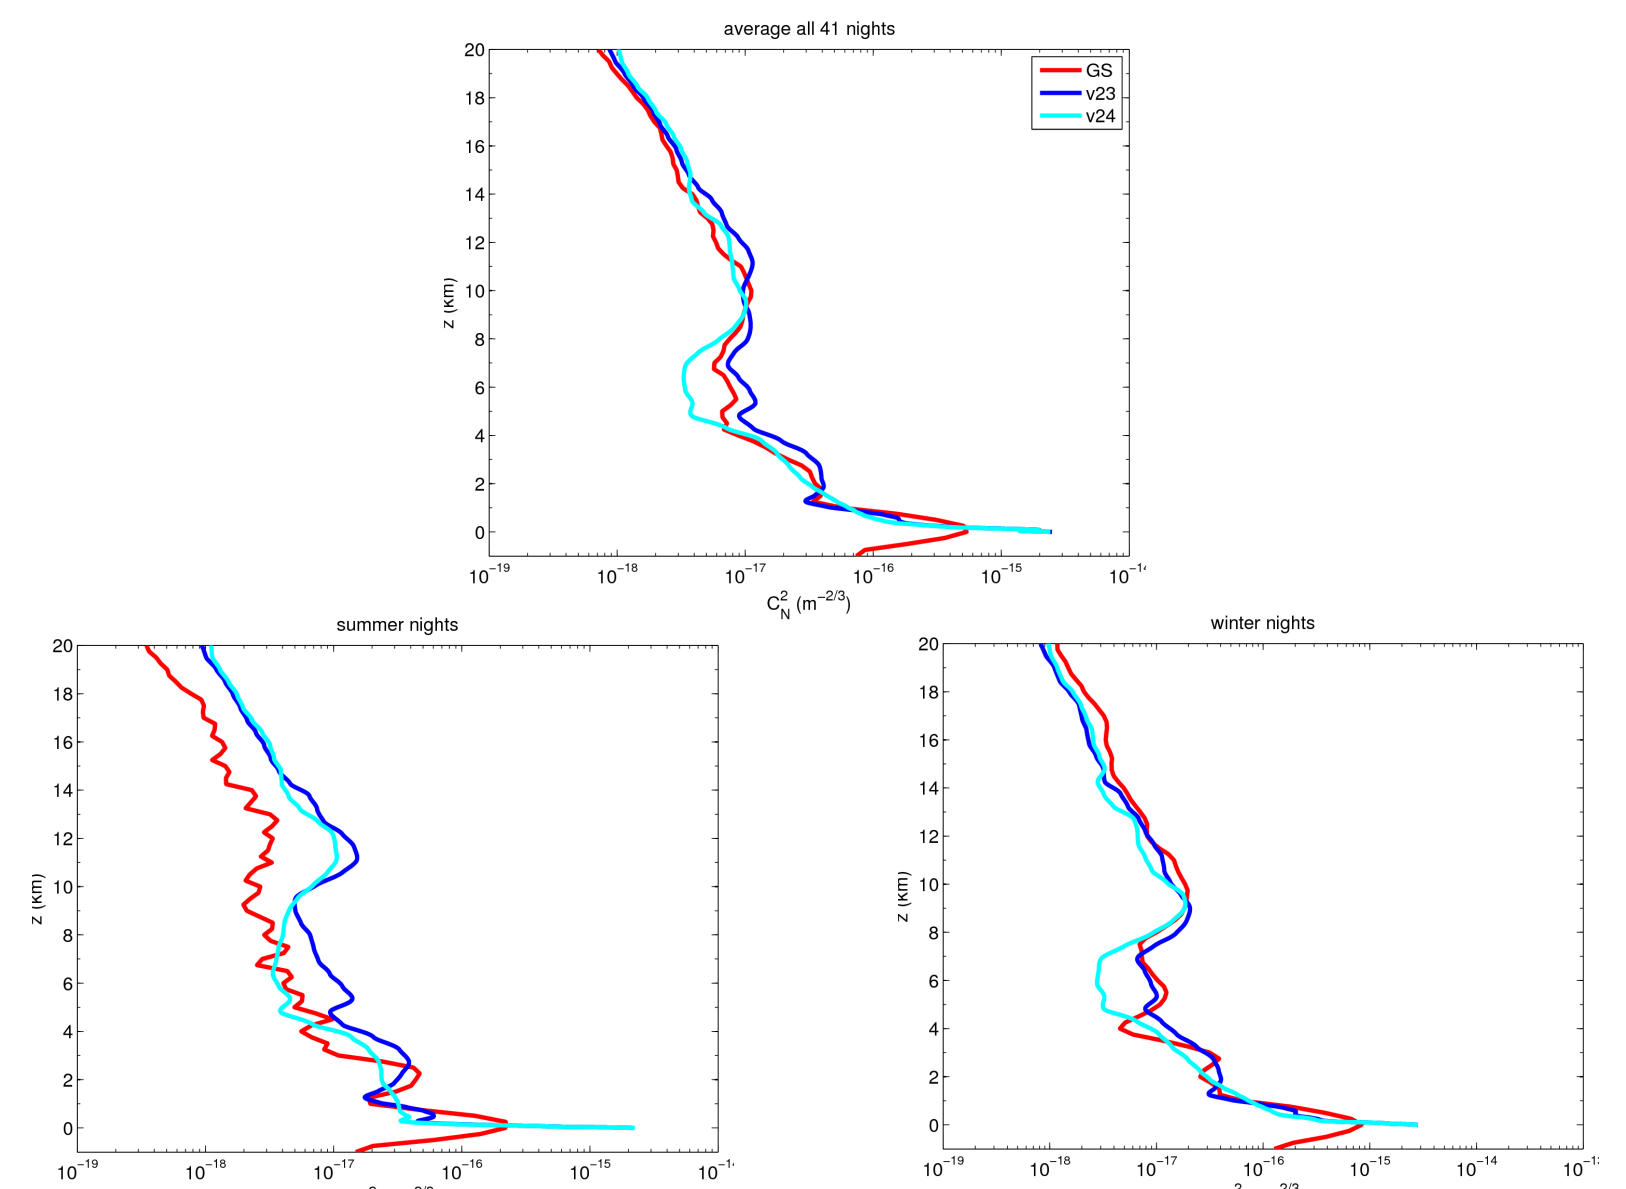 average all 41 nights
20
18
16
14
12
10
8
6
4
2
0
z (km)
GS
v23
v24
10⁻¹⁹ 10⁻¹⁸ 10⁻¹⁷ 10⁻¹⁶ 10⁻¹⁵
C_N² (m⁻²/³)
summer nights
20
18
16
14
12
10
8
6
4
2
0
z (km)
10⁻¹⁹ 10⁻¹⁸ 10⁻¹⁷ 10⁻¹⁶ 10⁻¹⁵
winter nights
20
18
16
14
12
10
8
6
4
2
0
z (km)
10⁻¹⁹ 10⁻¹⁸ 10⁻¹⁷ 10⁻¹⁶ 10⁻¹⁵ 10⁻¹⁴